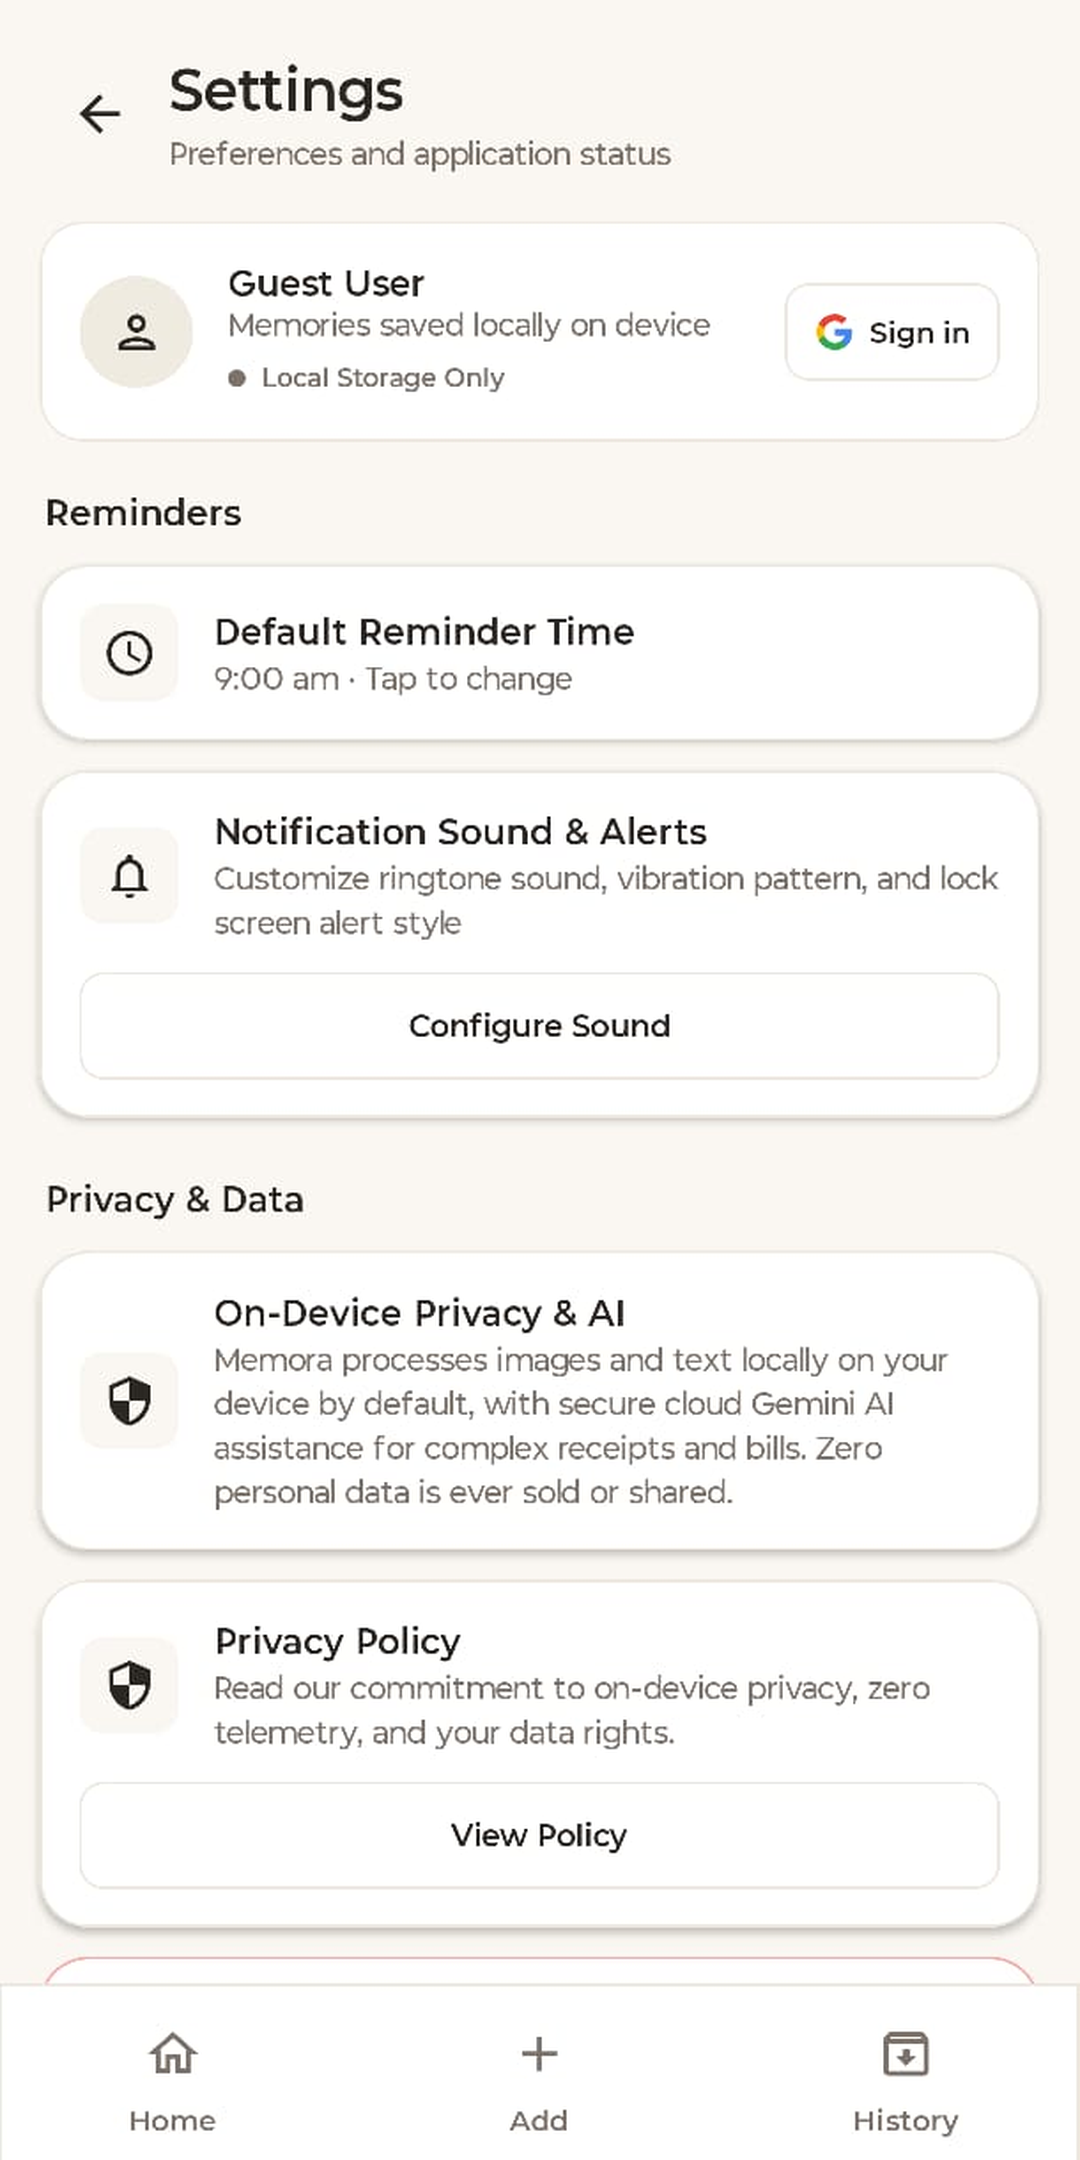 Settings
Preferences and application status
Guest User
Memories saved locally on device
Local Storage Only
Sign in
Reminders
Default Reminder Time
9:00 am · Tap to change
Notification Sound & Alerts
Customize ringtone sound, vibration pattern, and lock
screen alert style
Configure Sound
Privacy & Data
On-Device Privacy & AI
Memora processes images and text locally on your
device by default, with secure cloud Gemini AI
assistance for complex receipts and bills. Zero
personal data is ever sold or shared.
Privacy Policy
Read our commitment to on-device privacy, zero
telemetry, and your data rights.
View Policy
Home
Add
History